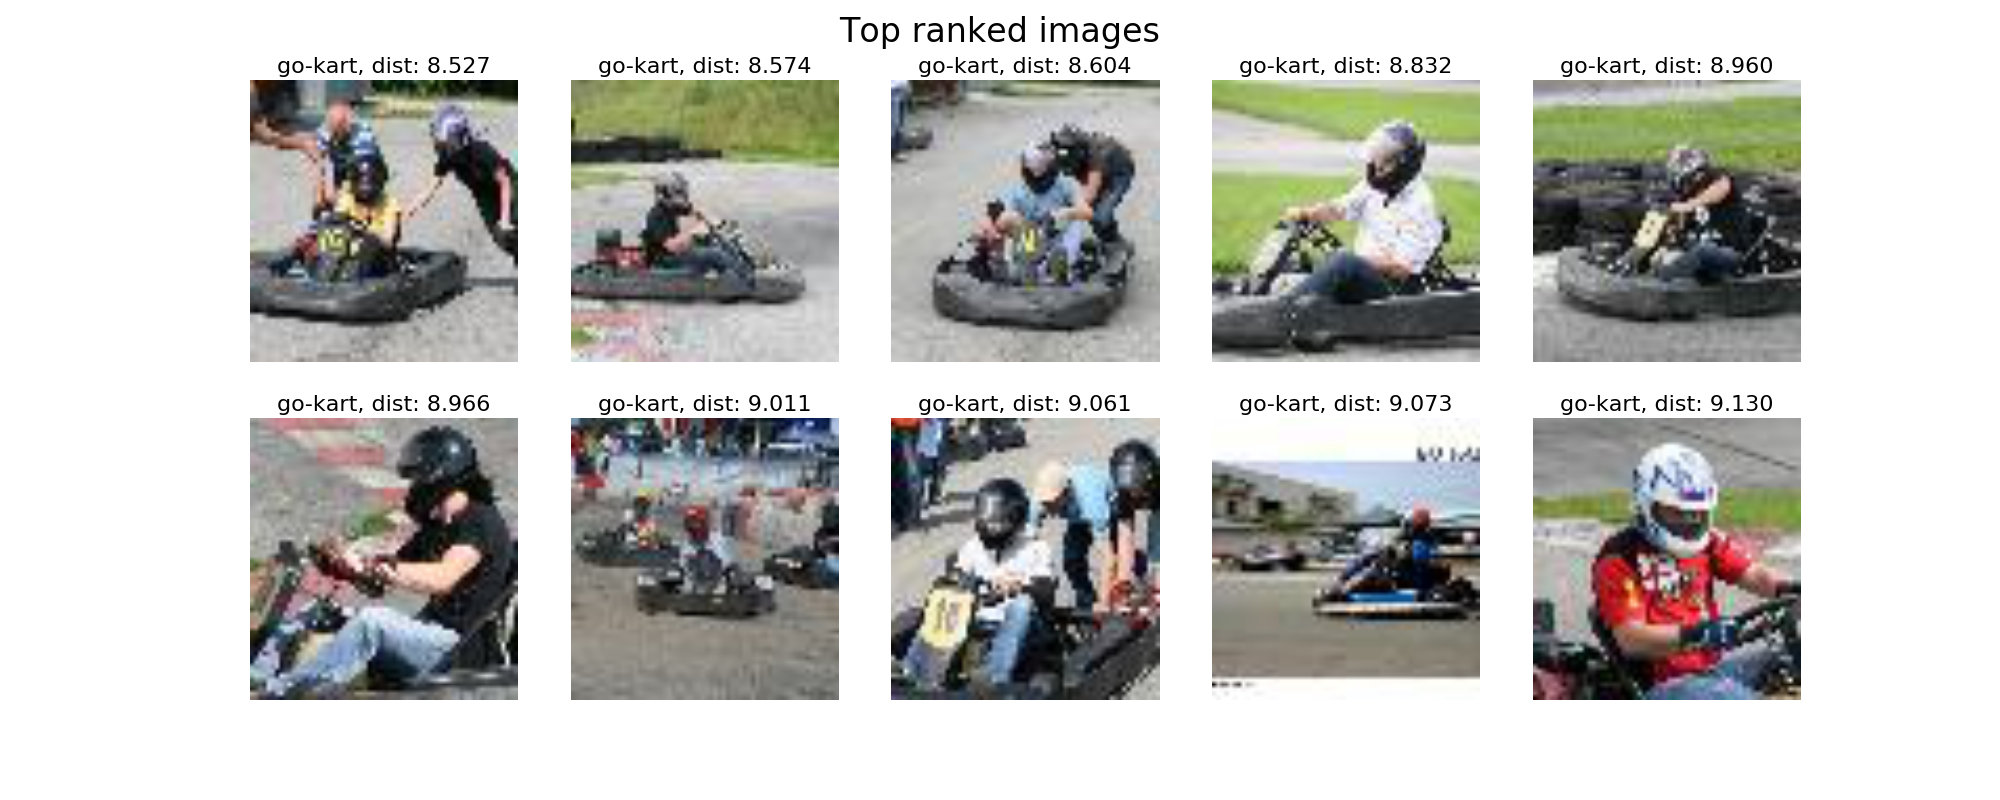 Top ranked images
go-kart, dist: 8.527
go-kart, dist: 8.574
go-kart, dist: 8.604
go-kart, dist: 8.832
go-kart, dist: 8.960
go-kart, dist: 8.966
go-kart, dist: 9.011
go-kart, dist: 9.061
go-kart, dist: 9.073
go-kart, dist: 9.130